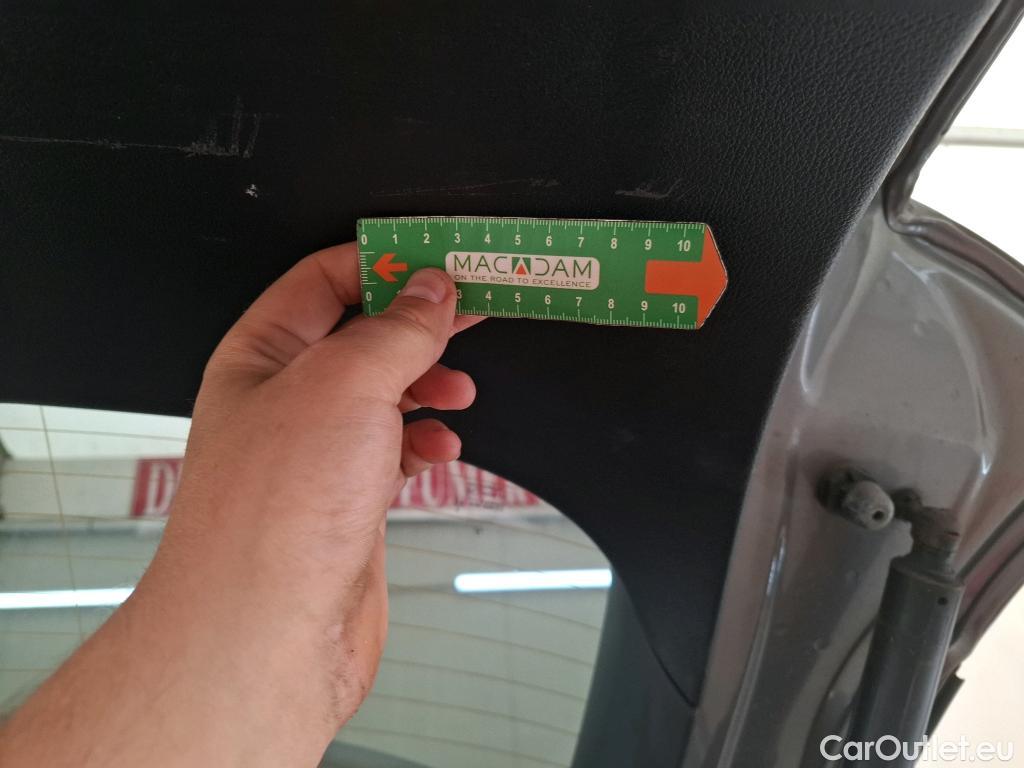 0 1 2 3 4 5 6 7 8 9 10
MACADAM
ON THE ROAD TO EXCELLENCE
0 3 4 5 6 7 8 9 10
CarOutlet.eu